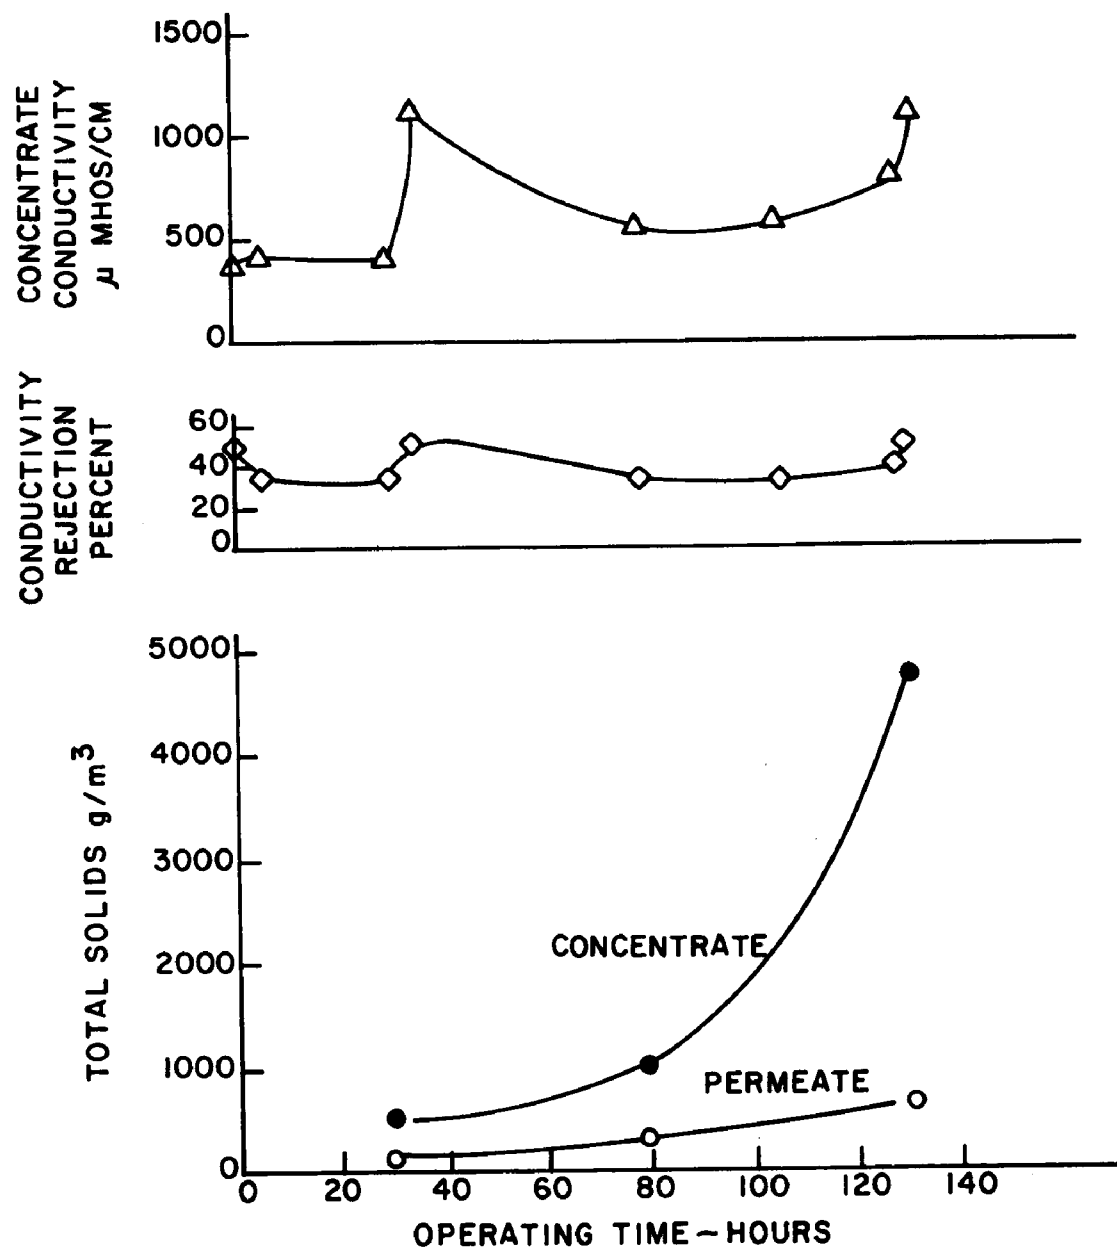 CONCENTRATE
CONDUCTIVITY
μ MHOS/CM
1500
1000
500
0
CONDUCTIVITY
REJECTION
PERCENT
60
40
20
0
TOTAL SOLIDS g/m³
5000
4000
3000
2000
1000
0
CONCENTRATE
PERMEATE
0 20 40 60 80 100 120 140
OPERATING TIME~HOURS